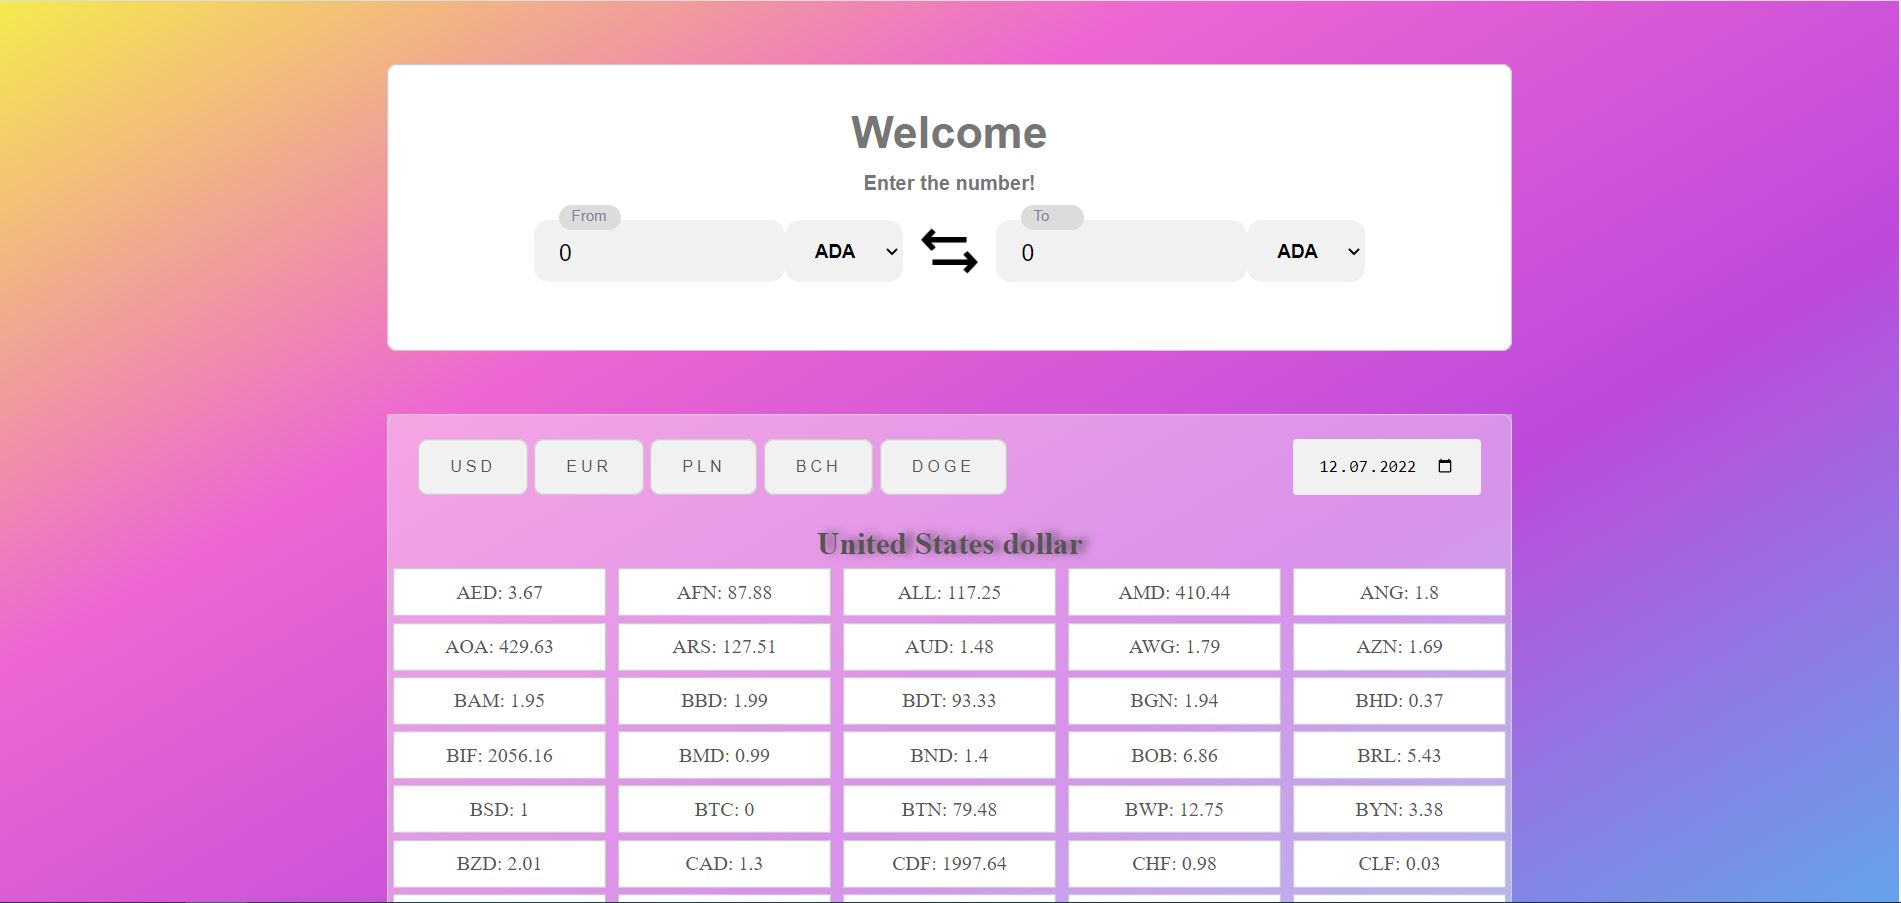 Welcome
Enter the number!
From To
0 ADA 0 ADA
USD EUR PLN BCH DOGE 12.07.2022
United States dollar
AED: 3.67 AFN: 87.88 ALL: 117.25 AMD: 410.44 ANG: 1.8
AOA: 429.63 ARS: 127.51 AUD: 1.48 AWG: 1.79 AZN: 1.69
BAM: 1.95 BBD: 1.99 BDT: 93.33 BGN: 1.94 BHD: 0.37
BIF: 2056.16 BMD: 0.99 BND: 1.4 BOB: 6.86 BRL: 5.43
BSD: 1 BTC: 0 BTN: 79.48 BWP: 12.75 BYN: 3.38
BZD: 2.01 CAD: 1.3 CDF: 1997.64 CHF: 0.98 CLF: 0.03